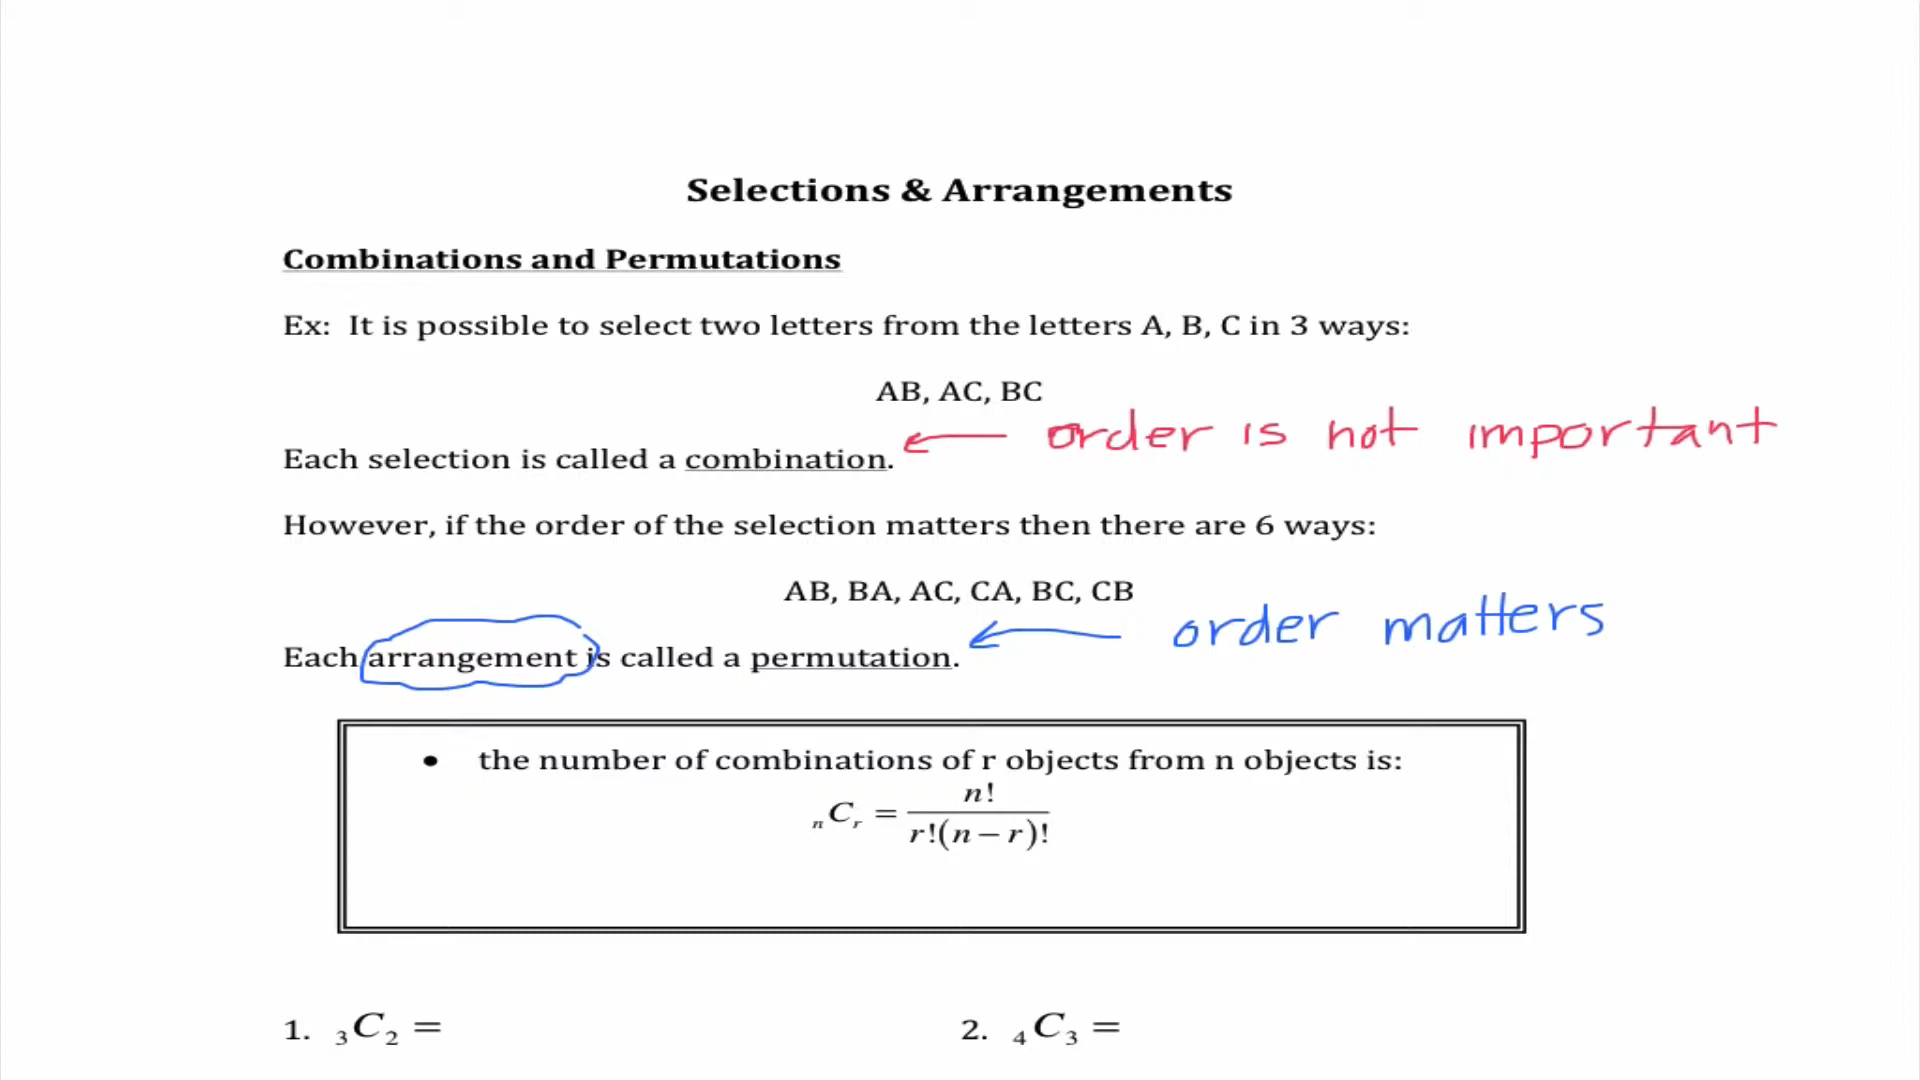 Selections & Arrangements
Combinations and Permutations
Ex: It is possible to select two letters from the letters A, B, C in 3 ways:
AB, AC, BC
Each selection is called a combination. ← order is not important
However, if the order of the selection matters then there are 6 ways:
AB, BA, AC, CA, BC, CB
Each arrangement is called a permutation. ← order matters
• the number of combinations of r objects from n objects is:
ₙCᵣ = n! / r!(n − r)!
1. ₃C₂ =
2. ₄C₃ =